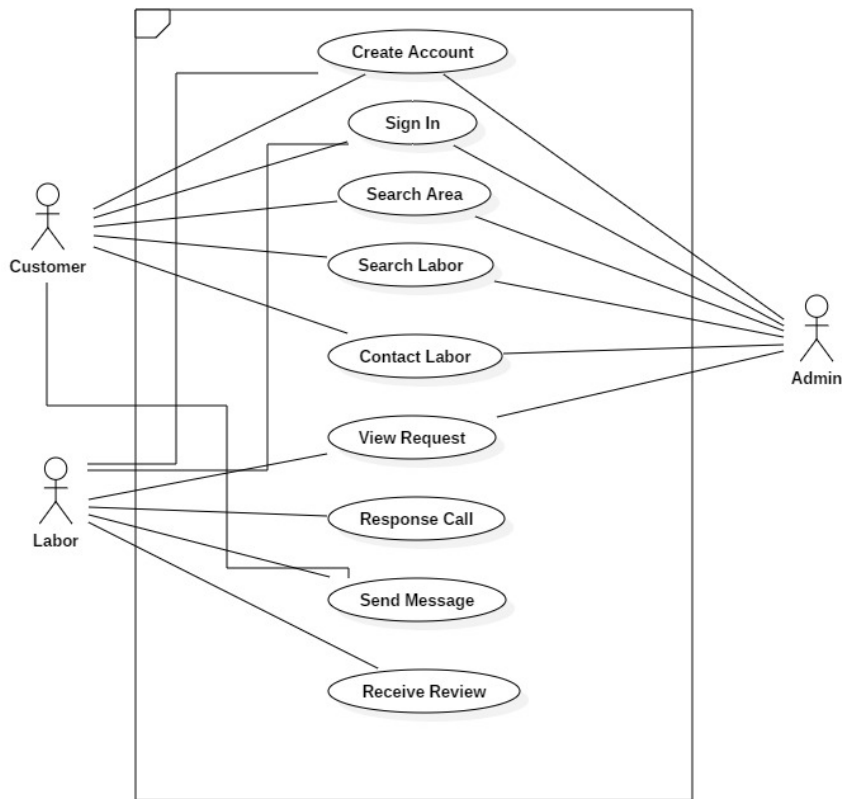 Create Account
Sign In
Search Area
Customer
Search Labor
Contact Labor
Admin
View Request
Labor
Response Call
Send Message
Receive Review